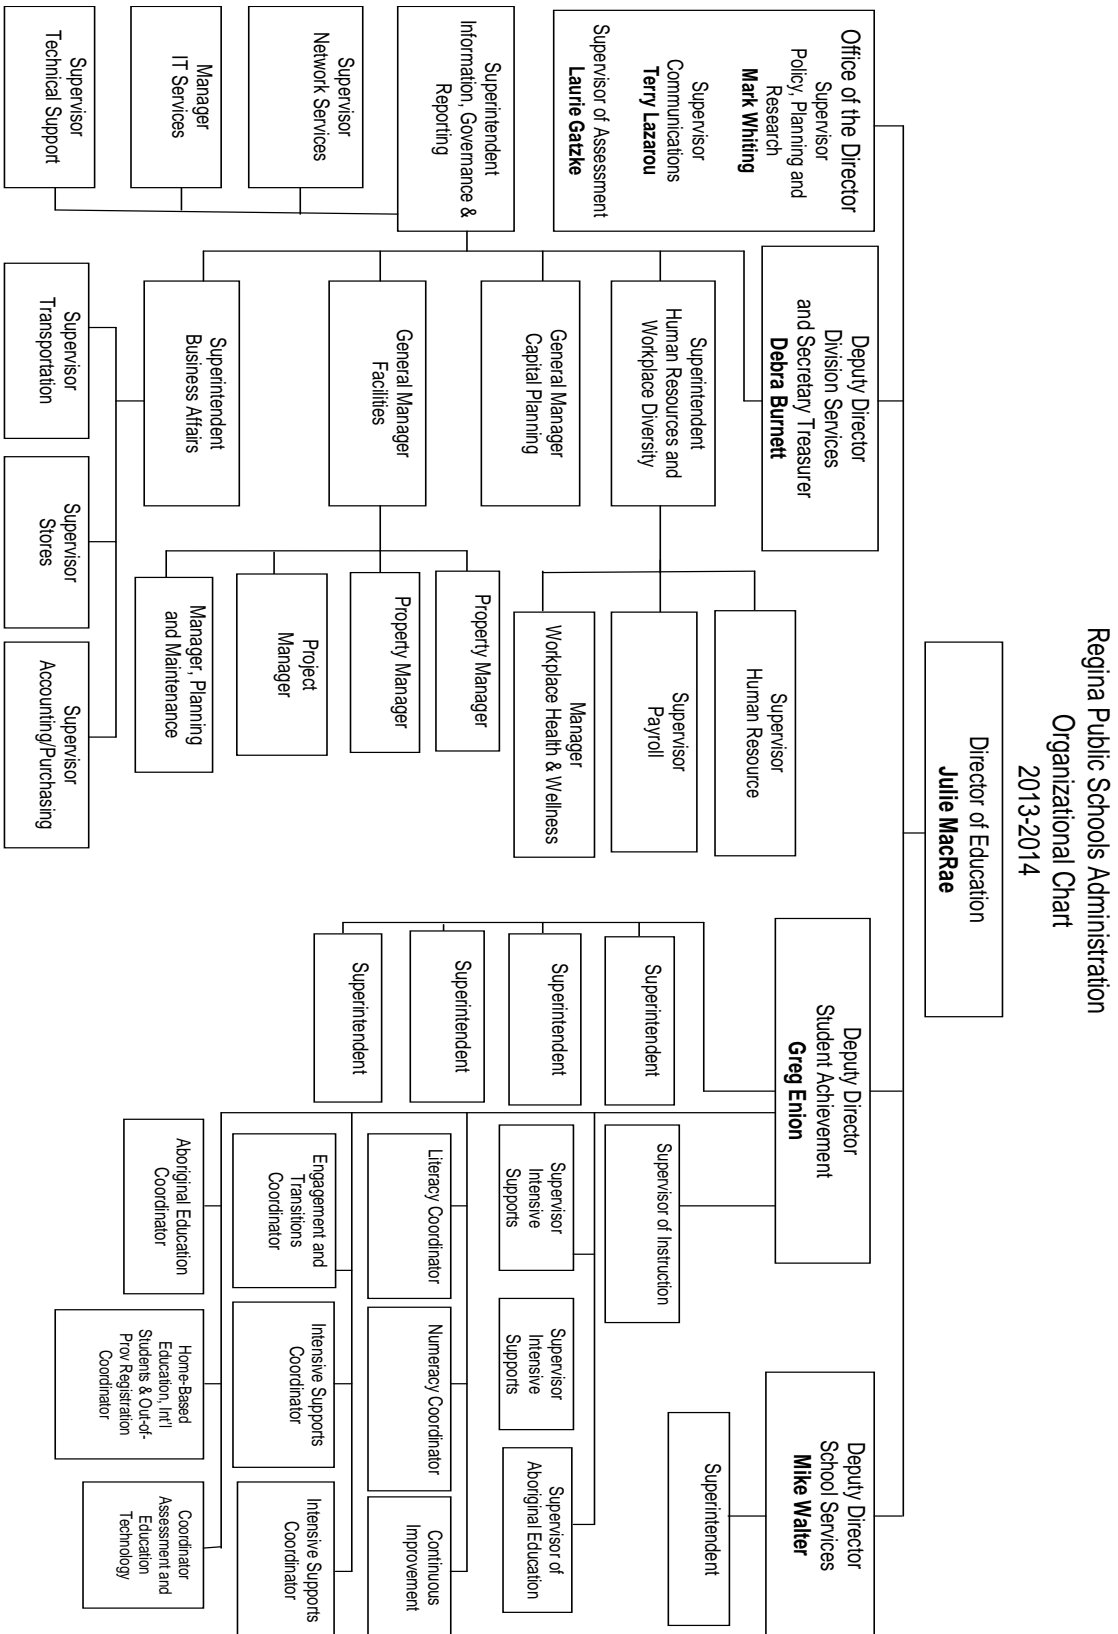 Regina Public Schools Administration
Organizational Chart
2013-2014
Director of Education
Julie MacRae
Office of the Director
Supervisor
Policy, Planning and
Research
Mark Whiting
Supervisor
Communications
Terry Lazarou
Supervisor of Assessment
Laurie Gatzke
Deputy Director
Division Services
and Secretary Treasurer
Debra Burnett
Deputy Director
Student Achievement
Greg Enion
Deputy Director
School Services
Mike Walter
Superintendent
Information, Governance &
Reporting
Supervisor
Network Services
Manager
IT Services
Supervisor
Technical Support
Superintendent
Human Resources and
Workplace Diversity
General Manager
Capital Planning
General Manager
Facilities
Superintendent
Business Affairs
Supervisor
Human Resource
Supervisor
Payroll
Manager
Workplace Health & Wellness
Property Manager
Property Manager
Project
Manager
Manager, Planning
and Maintenance
Supervisor
Transportation
Supervisor
Stores
Supervisor
Accounting/Purchasing
Superintendent
Superintendent
Superintendent
Superintendent
Supervisor of Instruction
Supervisor
Intensive
Supports
Supervisor
Intensive
Supports
Supervisor of
Aboriginal Education
Literacy Coordinator
Numeracy Coordinator
Continuous
Improvement
Engagement and
Transitions
Coordinator
Intensive Supports
Coordinator
Intensive Supports
Coordinator
Aboriginal Education
Coordinator
Home-Based
Education, Int'l
Students & Out-of-
Prov Registration
Coordinator
Coordinator
Assessment and
Education
Technology
Superintendent